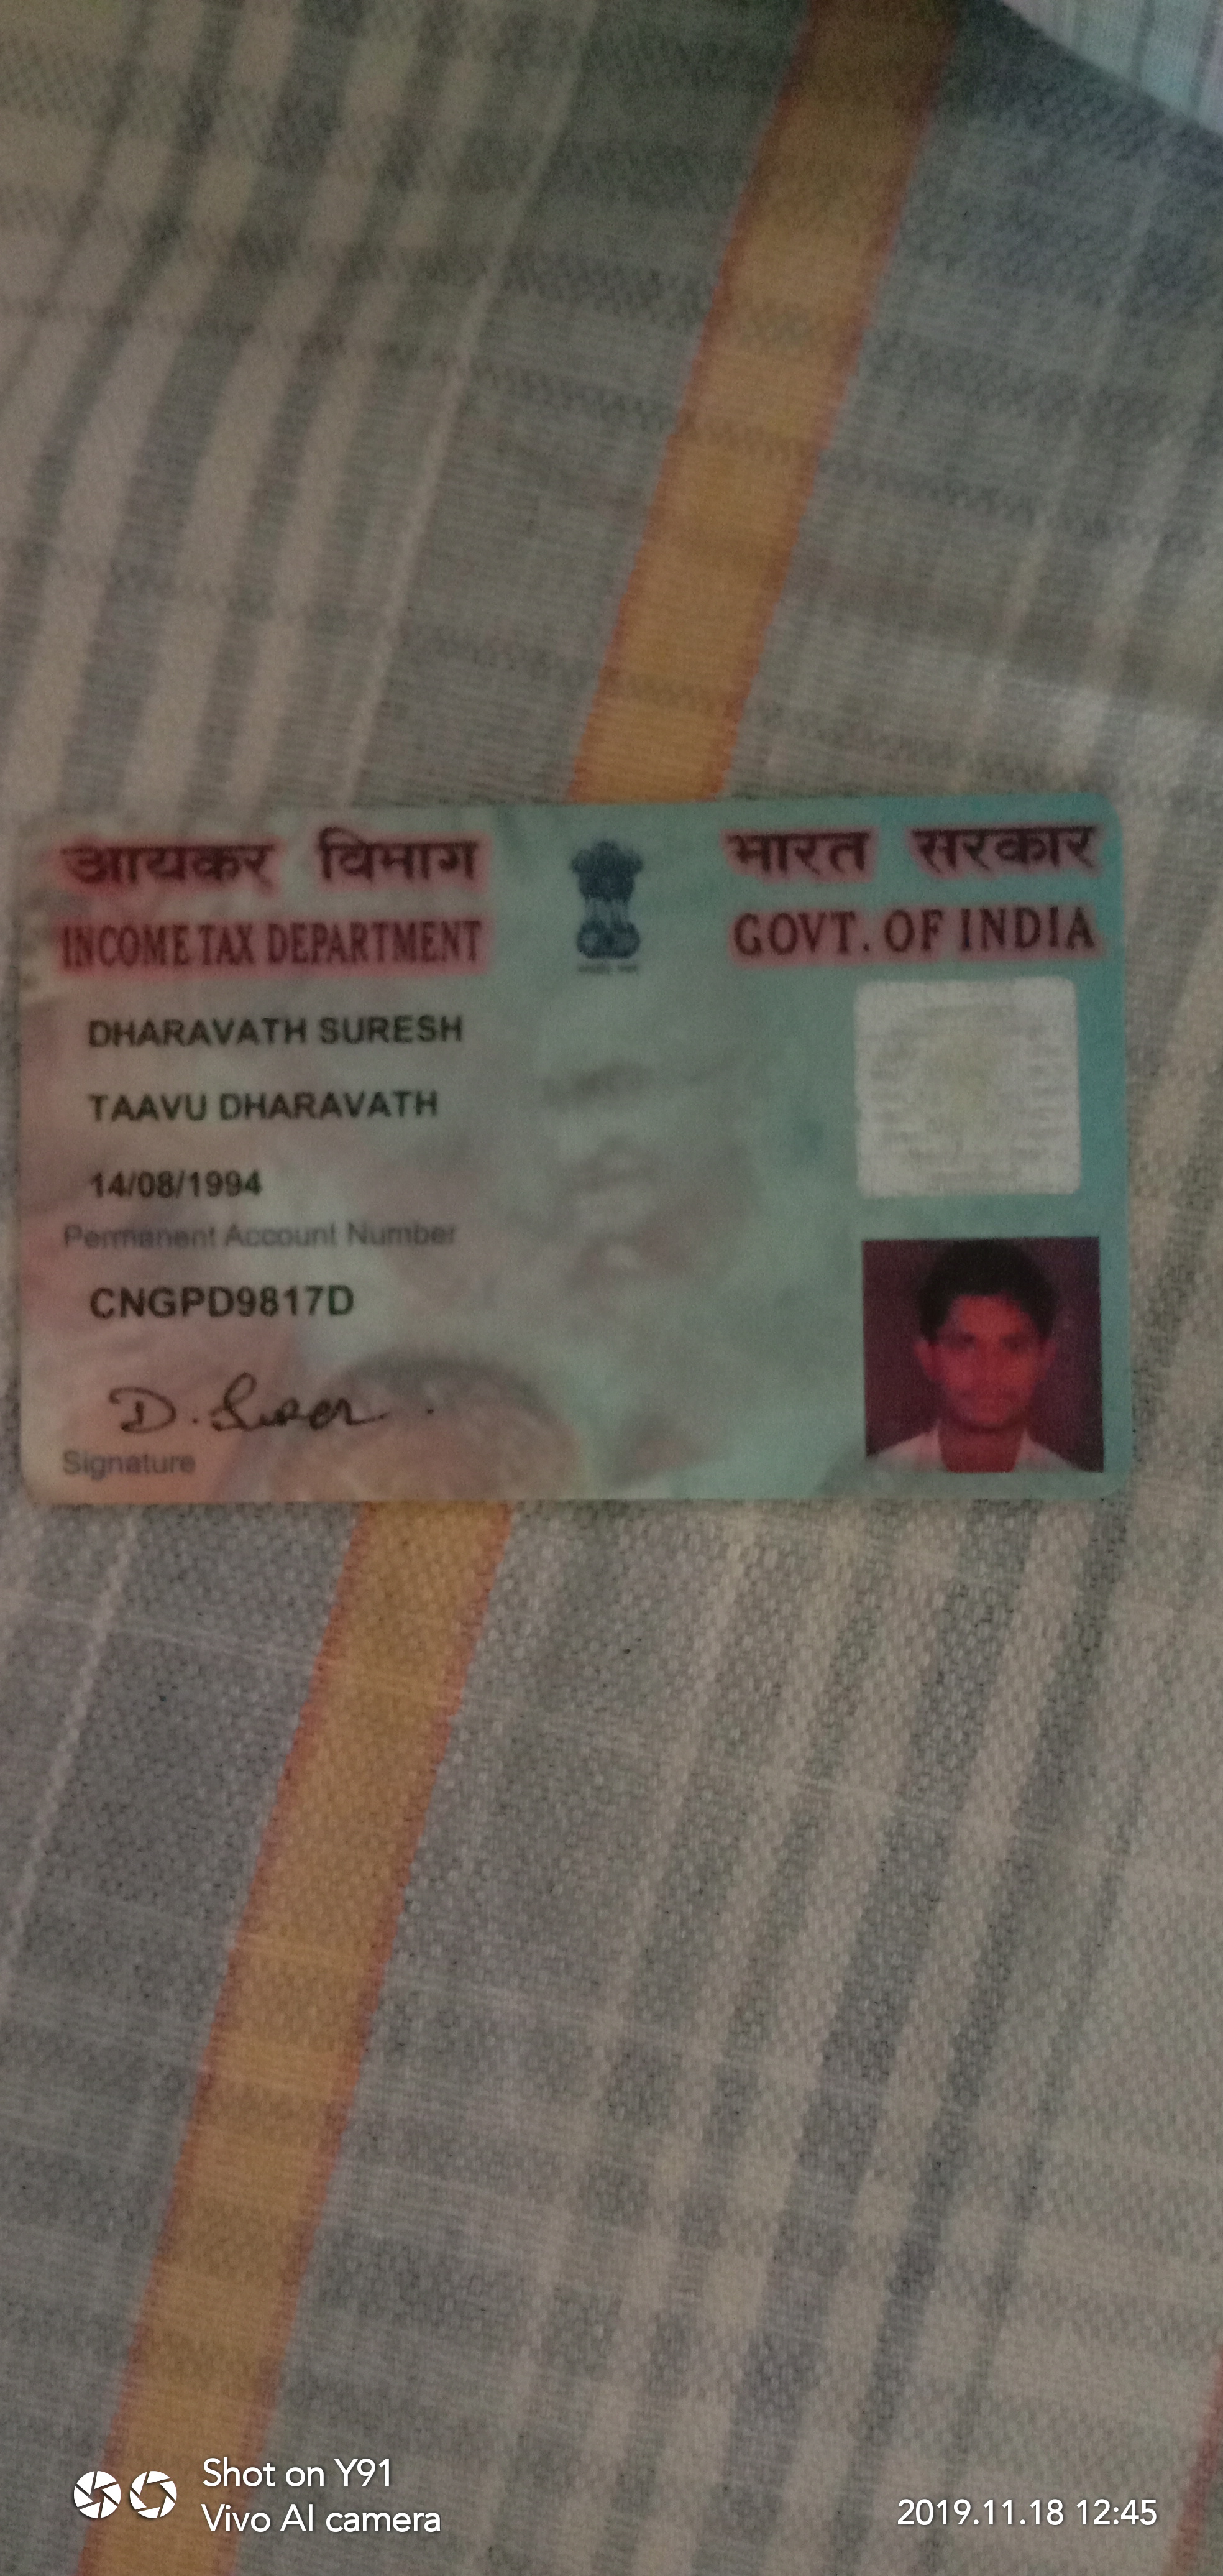 आयकर विभाग
INCOME TAX DEPARTMENT
भारत सरकार
GOVT. OF INDIA
DHARAVATH SURESH
TAAVU DHARAVATH
14/08/1994
Permanent Account Number
CNGPD9817D
Signature
Shot on Y91
Vivo AI camera
2019.11.18 12:45